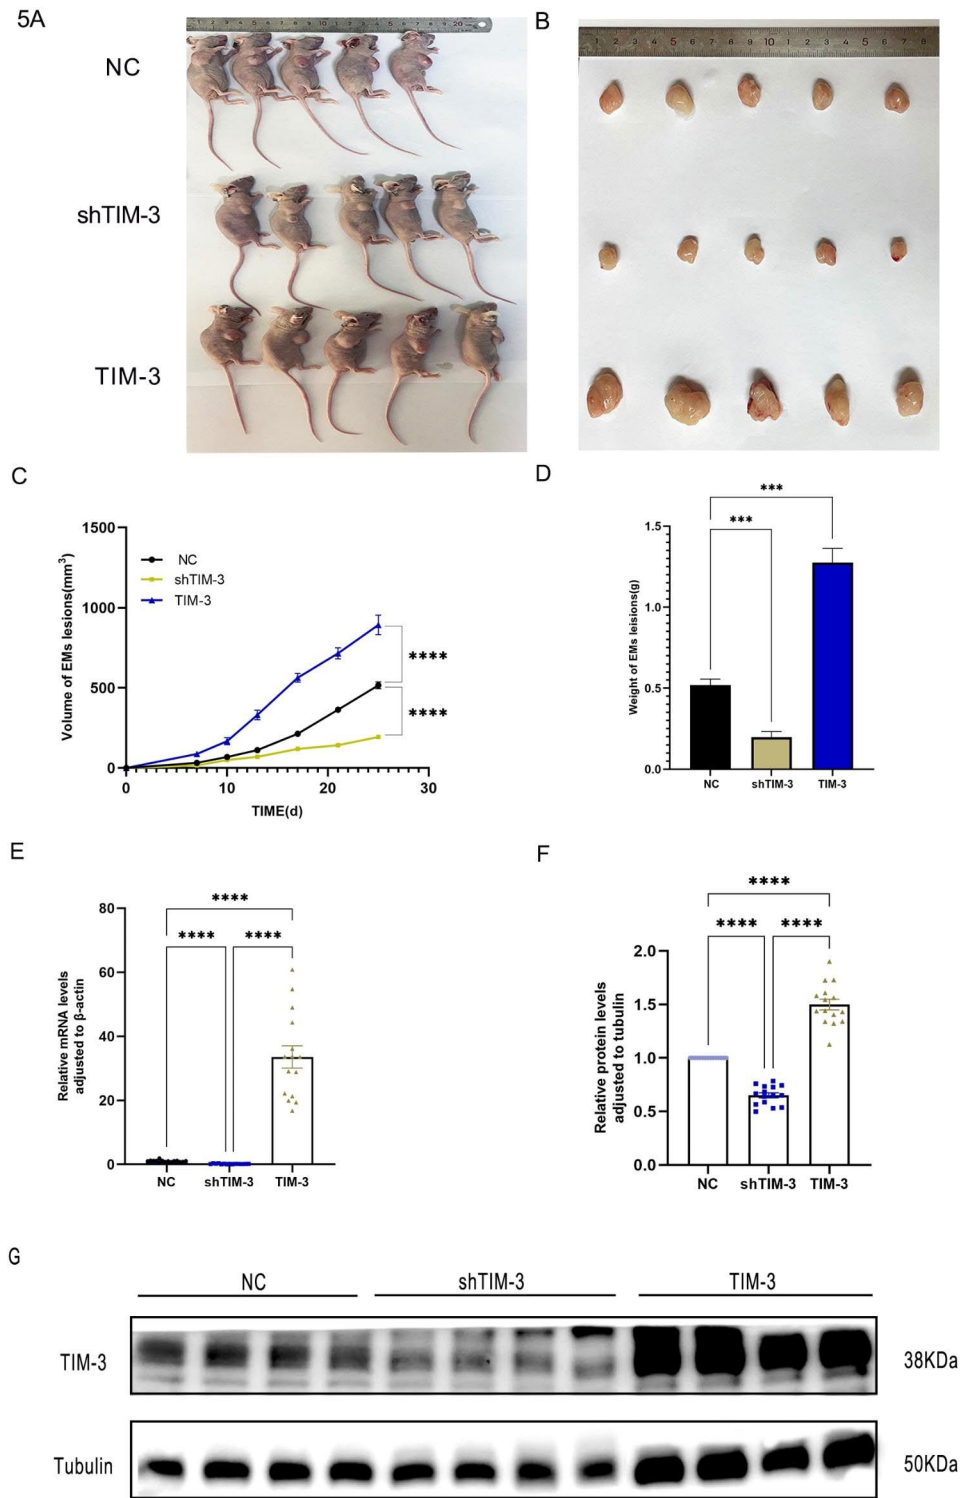 5A
B
NC
shTIM-3
TIM-3
C
Volume of EMs lesions(mm³)
1500
1000
500
0
NC
shTIM-3
TIM-3
****
****
0
10
20
30
TIME(d)
D
***
***
Weight of EMs leisions(g)
1.5
1.0
0.5
0.0
NC
shTIM-3
TIM-3
E
****
****
****
Relative mRNA levels
adjusted to β-actin
80
60
40
20
0
NC
shTIM-3
TIM-3
F
****
****
****
Relative protein levels
adjusted to tubulin
2.0
1.5
1.0
0.5
0.0
NC
shTIM-3
TIM-3
G
NC
shTIM-3
TIM-3
TIM-3
38KDa
Tubulin
50KDa